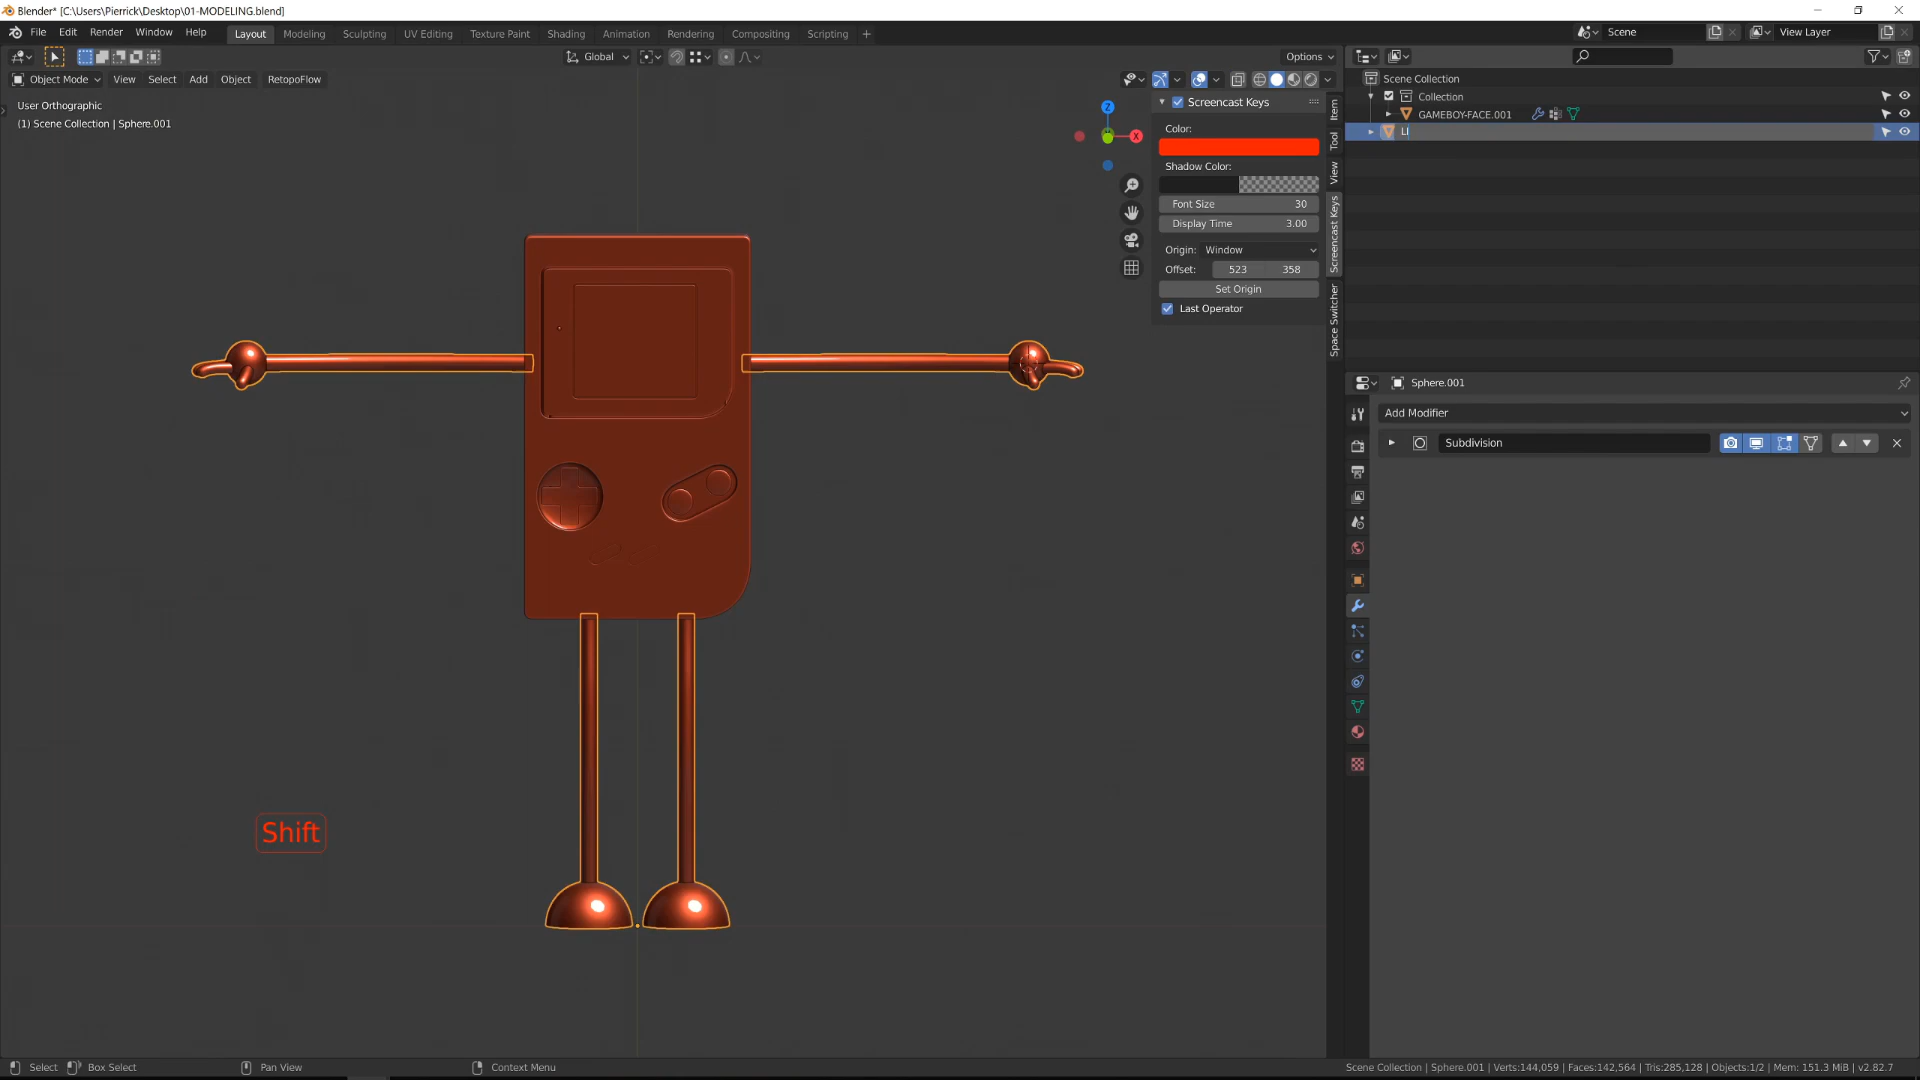 Blender* [C:\Users\Pierrick\Desktop\01-MODELING.blend]
File Edit Render Window Help Layout Modeling Sculpting UV Editing Texture Paint Shading Animation Rendering Compositing Scripting + Scene View Layer
Global Options
Object Mode View Select Add Object RetopoFlow
User Orthographic
(1) Scene Collection | Sphere.001
Z
X
Screencast Keys
Color:
Shadow Color:
Font Size 30
Display Time 3.00
Origin: Window
Offset: 523 358
Set Origin
Last Operator
Item
Tool
View
Screencast Keys
Space Switcher
Scene Collection
Collection
GAMEBOY-FACE.001
LI
Sphere.001
Add Modifier
Subdivision
Shift
Select Box Select Pan View Context Menu
Scene Collection | Sphere.001 | Verts:144,059 | Faces:142,564 | Tris:285,128 | Objects:1/2 | Mem: 151.3 MiB | v2.82.7